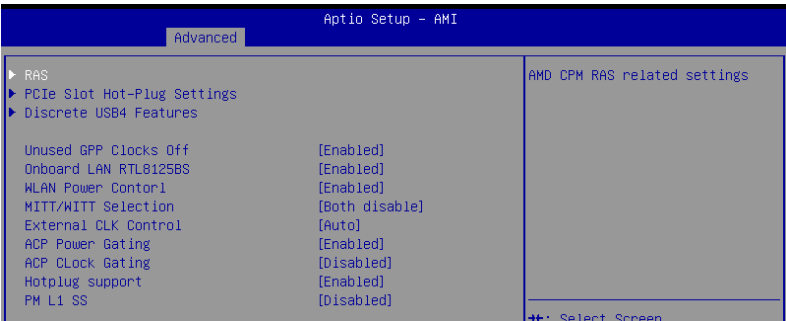 Aptio Setup – AMI
Advanced
RAS
AMD CPM RAS related settings
PCIe Slot Hot-Plug Settings
Discrete USB4 Features
Unused GPP Clocks Off [Enabled]
Onboard LAN RTL8125BS [Enabled]
WLAN Power Contorl [Enabled]
MITT/WITT Selection [Both disable]
External CLK Control [Auto]
ACP Power Gating [Enabled]
ACP CLock Gating [Disabled]
Hotplug support [Enabled]
PM L1 SS [Disabled]
: Select Screen